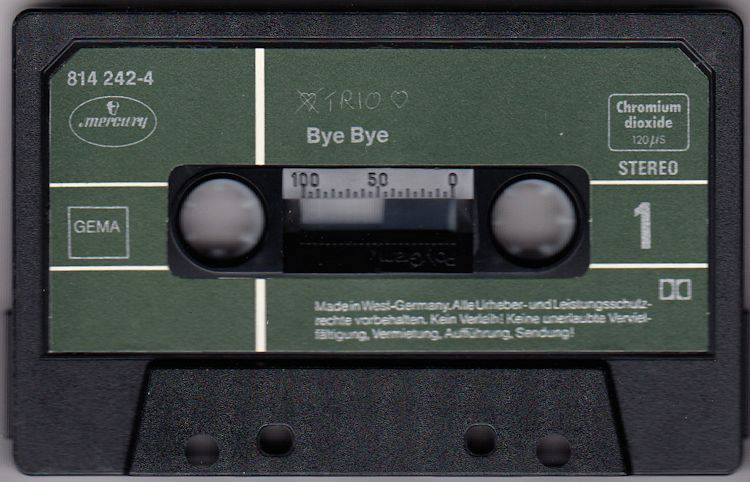 814 242-4
mercury
TRIO
Bye Bye
Chromium
dioxide
120 µS
STEREO
100 50 0
GEMA
1
Made in West-Germany. Alle Urheber- und Leistungsschutz-
rechte vorbehalten. Kein Verleih! Keine unerlaubte Verviel-
fältigung, Vermietung, Aufführung, Sendung!